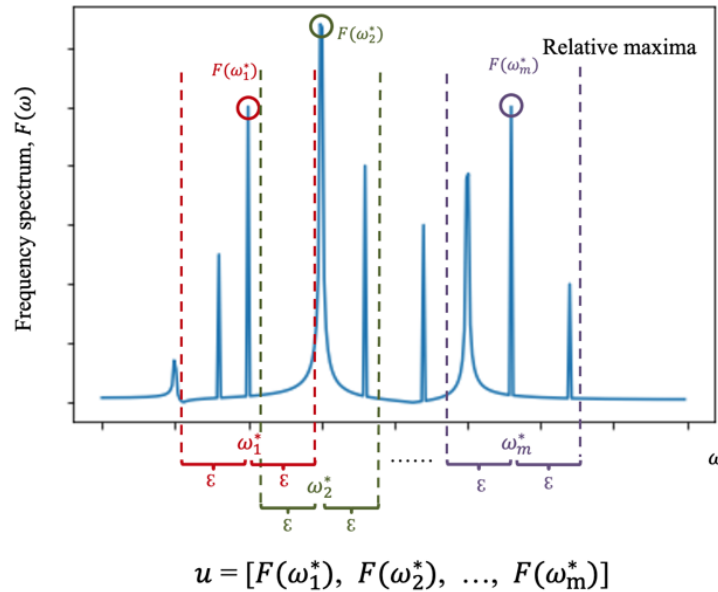 F(ω₂*)
Relative maxima
F(ω₁*)
F(ωₘ*)
Frequency spectrum, F(ω)
ω₁*
ωₘ*
ω
ε
ε
ω₂*
......
ε
ε
ε
ε
u = [F(ω₁*), F(ω₂*), ..., F(ωₘ*)]